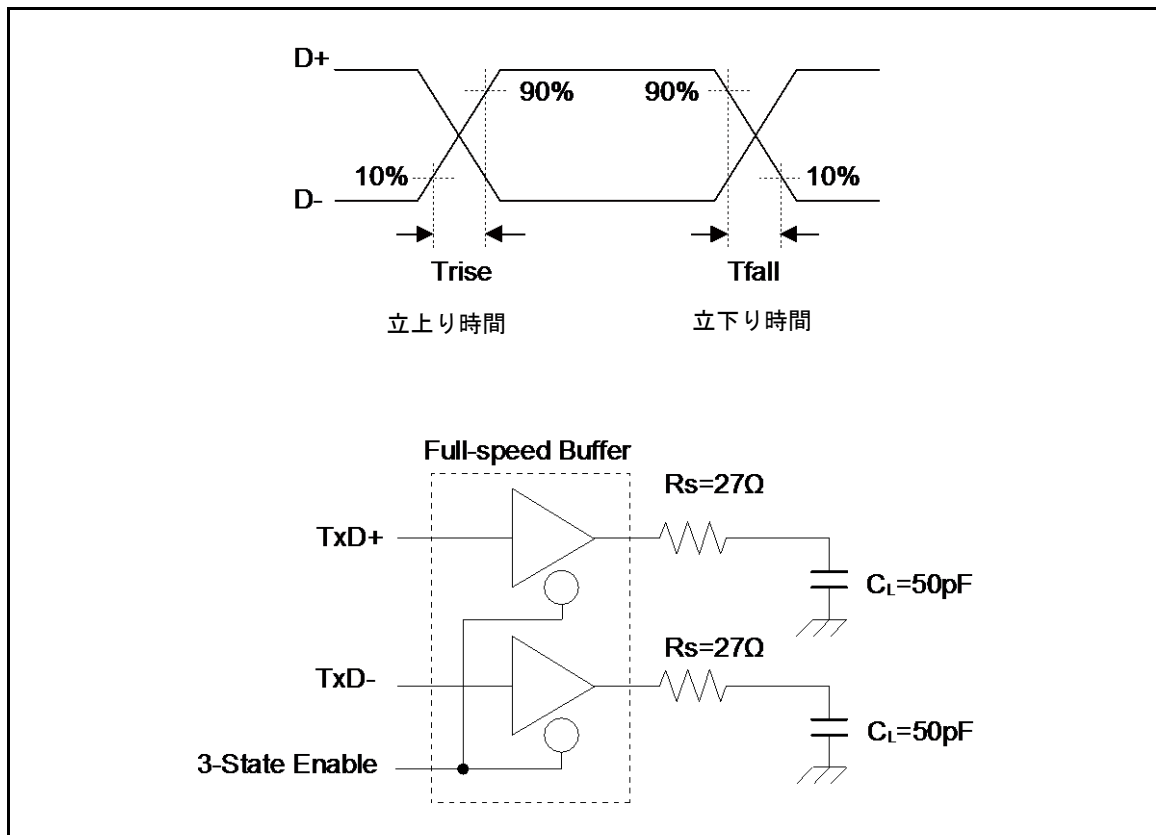 D+
90%
90%
10%
10%
D-
Trise
Tfall
立上り時間
立下り時間
Full-speed Buffer
Rs=27Ω
TxD+
CL=50pF
Rs=27Ω
TxD-
CL=50pF
3-State Enable